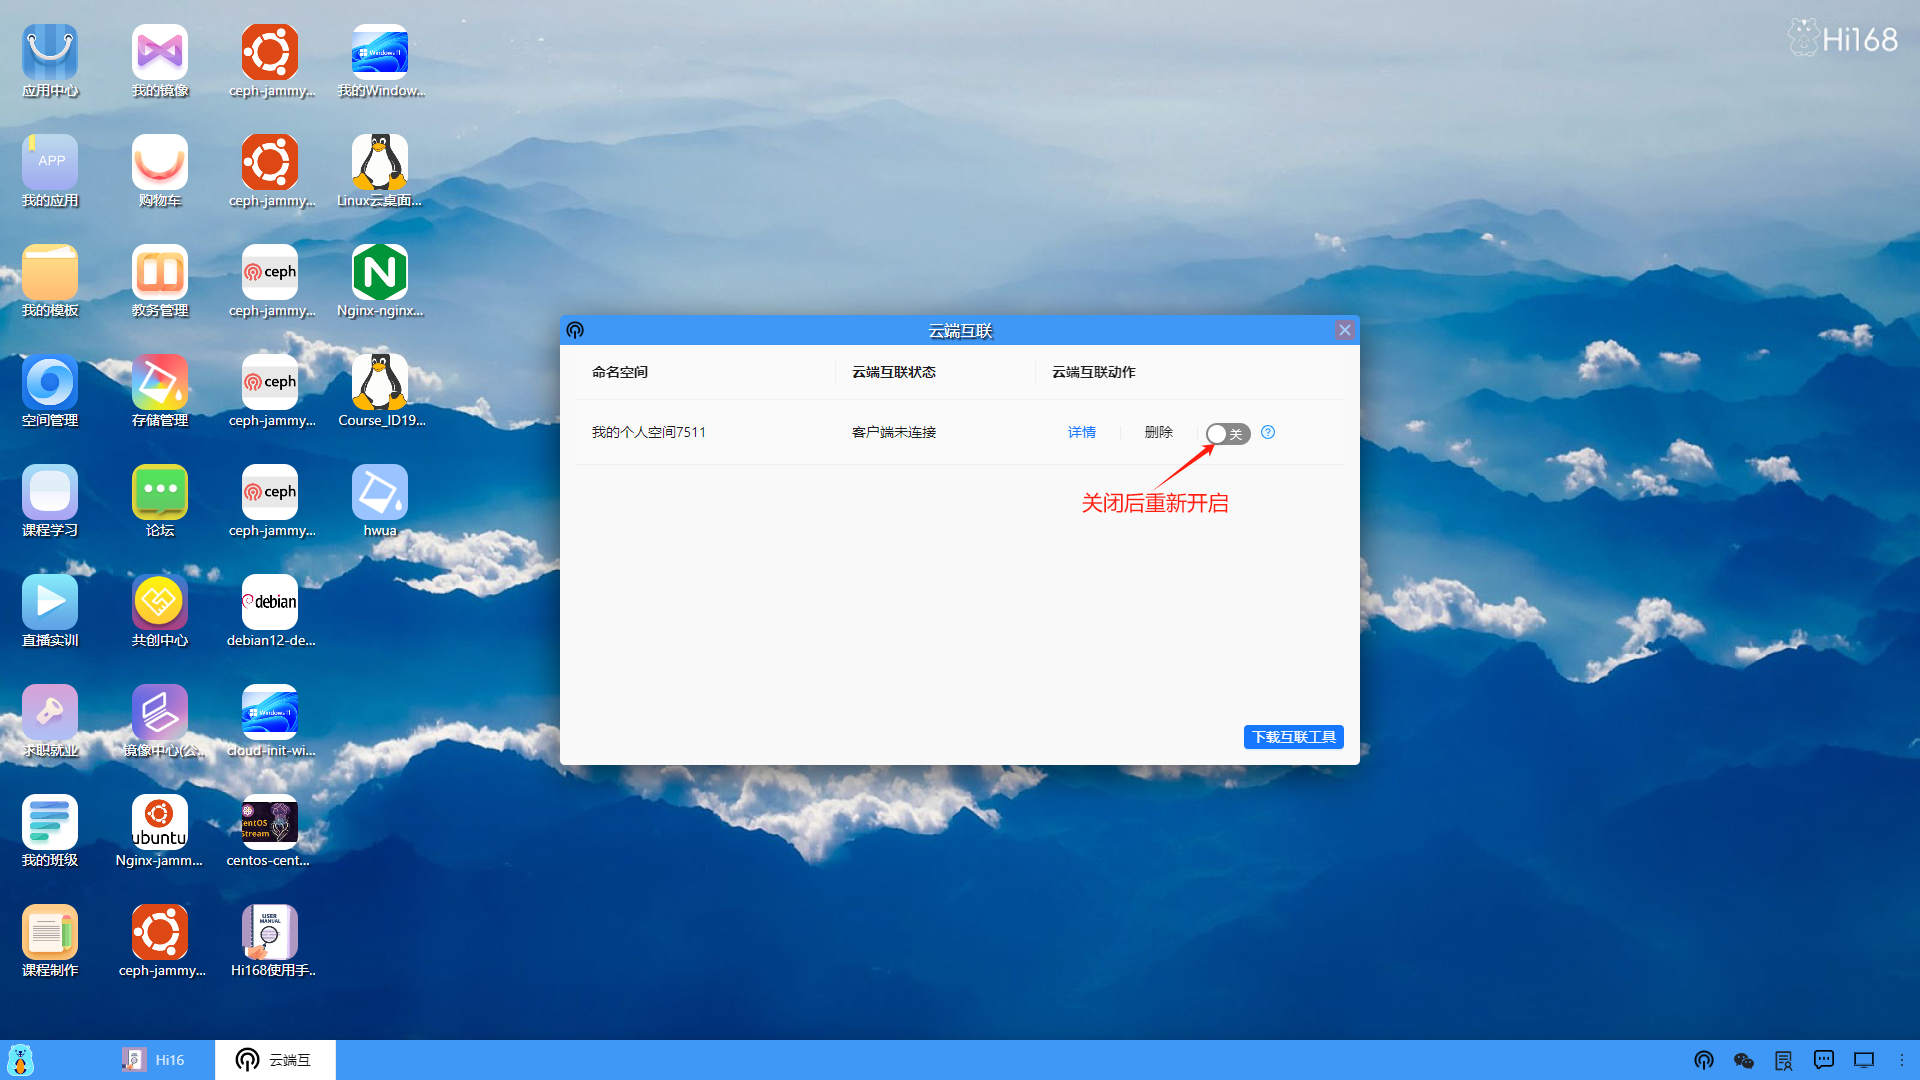 应用中心
我的镜像
ceph-jammy...
我的Window...
Windows 11
Hi168
APP
我的应用
购物车
ceph-jammy...
Linux云桌面...
我的模板
教务管理
ceph
ceph-jammy...
N
Nginx-nginx...
空间管理
存储管理
ceph
ceph-jammy...
Course_ID19...
课程学习
论坛
ceph
ceph-jammy...
hwua
直播实训
共创中心
debian
debian12-de...
求职就业
镜像中心(公...
Windows 11
cloud-init-wi...
我的班级
ubuntu
Nginx-jamm...
centOS
Stream
centos-cent...
课程制作
ceph-jammy...
USER
MANUAL
Hi168使用手..
云端互联
命名空间
云端互联状态
云端互联动作
我的个人空间7511
客户端未连接
详情
删除
关
关闭后重新开启
下载互联工具
Hi16
云端互